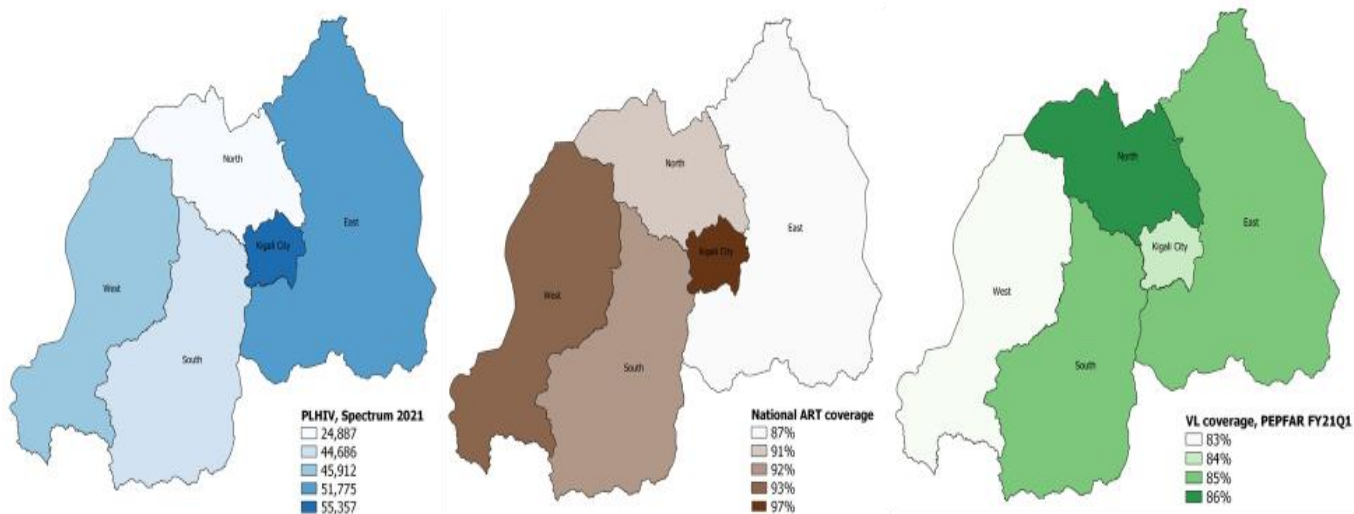 North
East
Kigali City
West
South
PLHIV, Spectrum 2021
24,887
44,686
45,912
51,775
55,357
North
East
Kigali City
West
South
National ART coverage
87%
91%
92%
93%
97%
North
East
Kigali City
West
South
VL coverage, PEPFAR FY21Q1
83%
84%
85%
86%